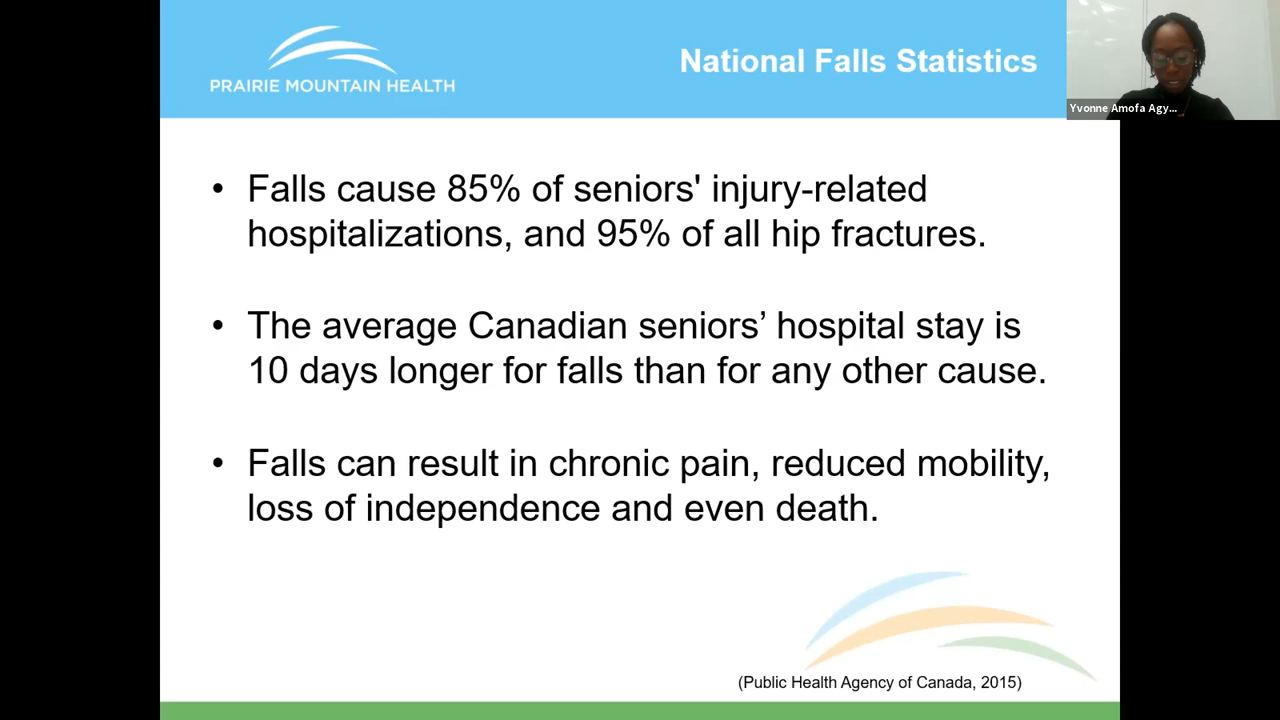 PRAIRIE MOUNTAIN HEALTH
National Falls Statistics
Yvonne Amofa Agy...
• Falls cause 85% of seniors' injury-related
hospitalizations, and 95% of all hip fractures.
• The average Canadian seniors’ hospital stay is
10 days longer for falls than for any other cause.
• Falls can result in chronic pain, reduced mobility,
loss of independence and even death.
(Public Health Agency of Canada, 2015)